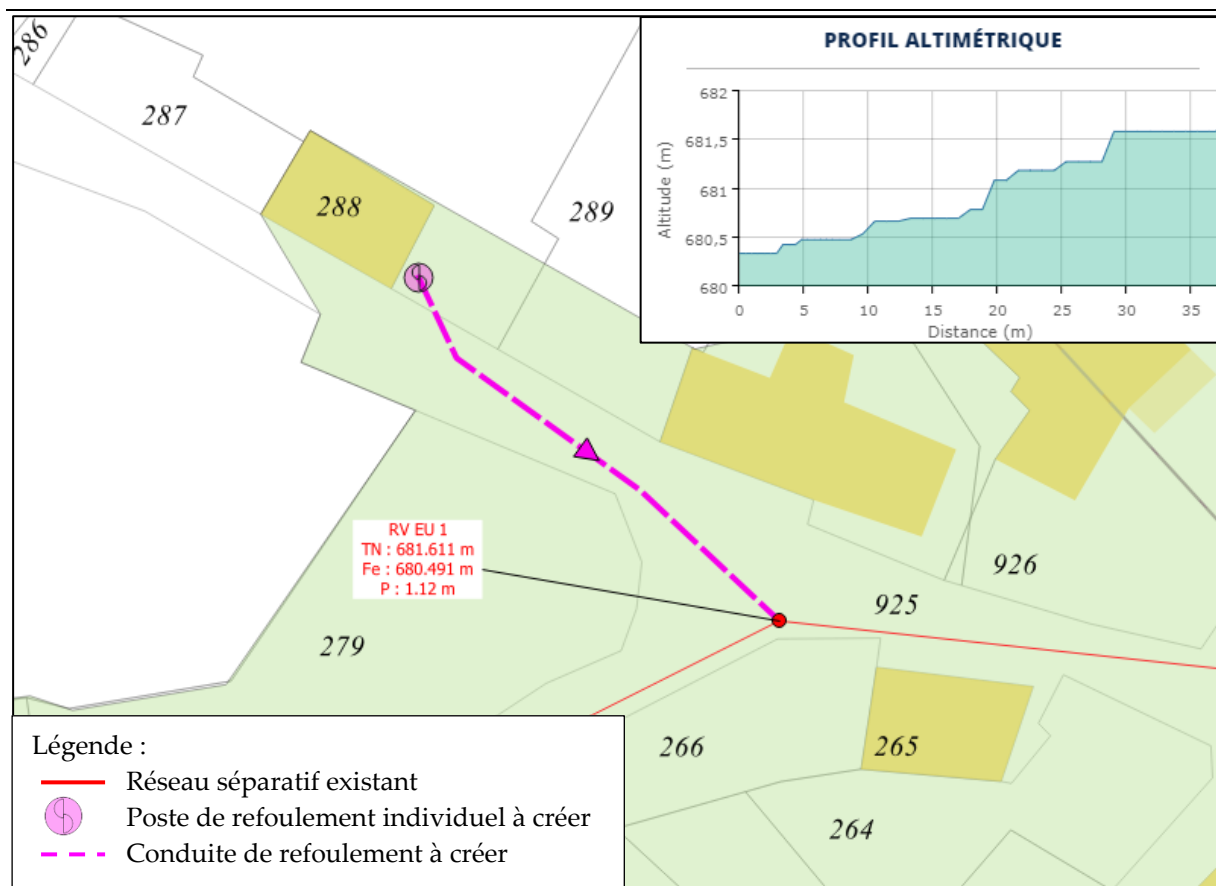 PROFIL ALTIMÉTRIQUE
682
681,5
681
680,5
680
Altitude (m)
0 5 10 15 20 25 30 35
Distance (m)
286
287
288
289
RV EU 1
TN : 681.611 m
Fe : 680.491 m
P : 1.12 m
926
925
279
266
265
264
Légende :
Réseau séparatif existant
Poste de refoulement individuel à créer
Conduite de refoulement à créer